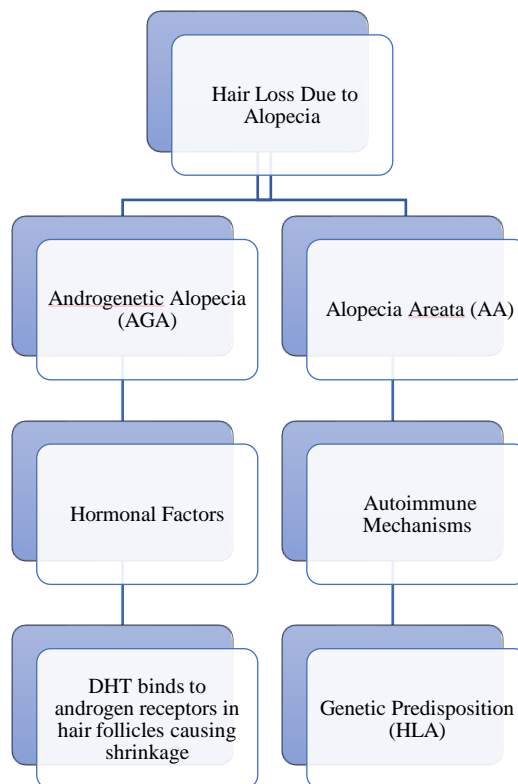 Hair Loss Due to
Alopecia
Androgenetic Alopecia
(AGA)
Alopecia Areata (AA)
Hormonal Factors
Autoimmune
Mechanisms
DHT binds to
androgen receptors in
hair follicles causing
shrinkage
Genetic Predisposition
(HLA)